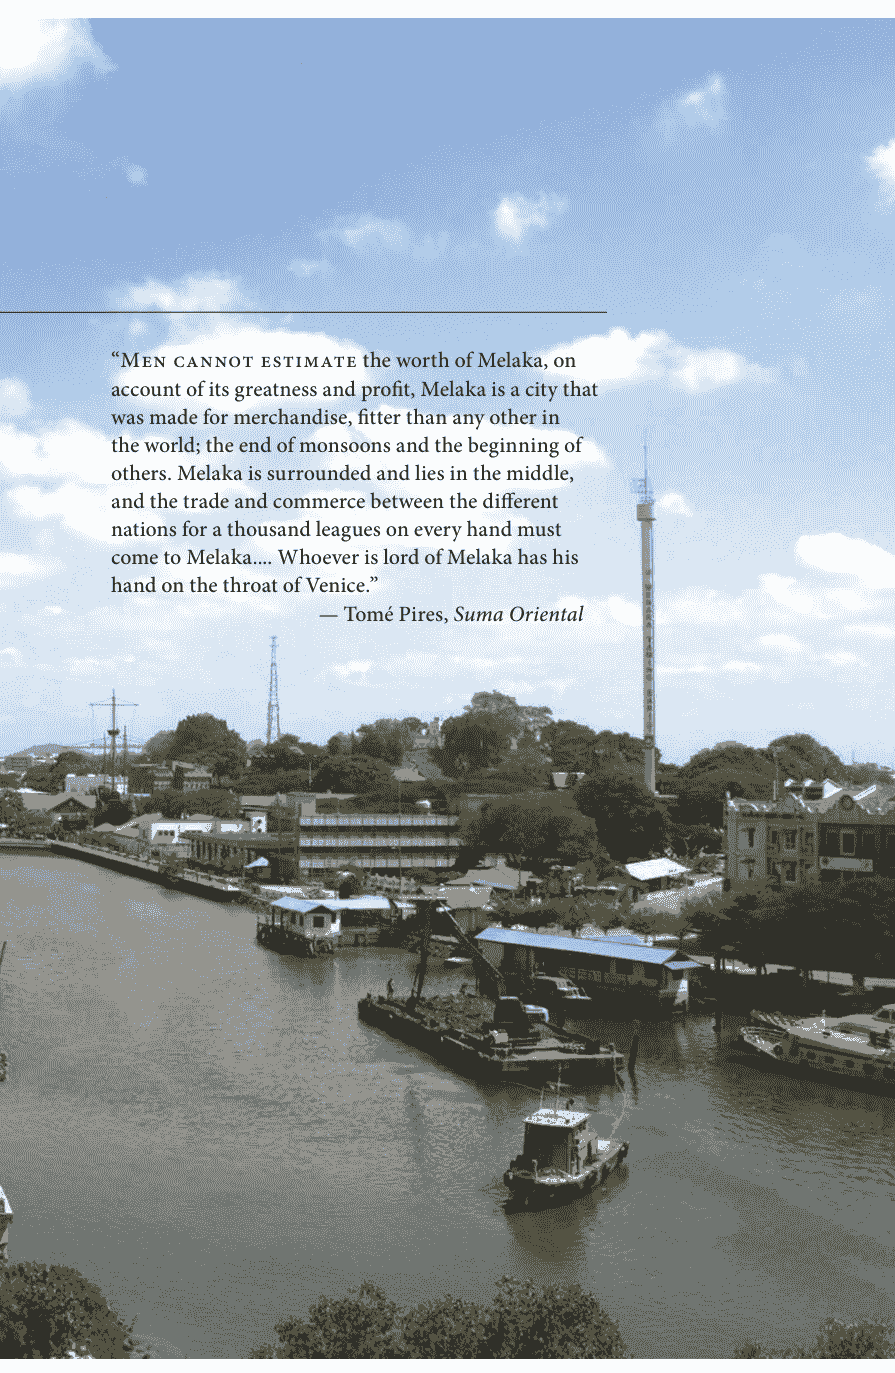 “Men cannot estimate the worth of Melaka, on
account of its greatness and profit, Melaka is a city that
was made for merchandise, fitter than any other in
the world; the end of monsoons and the beginning of
others. Melaka is surrounded and lies in the middle,
and the trade and commerce between the different
nations for a thousand leagues on every hand must
come to Melaka.... Whoever is lord of Melaka has his
hand on the throat of Venice.”
— Tomé Pires, Suma Oriental
MENARA TAMING SARI